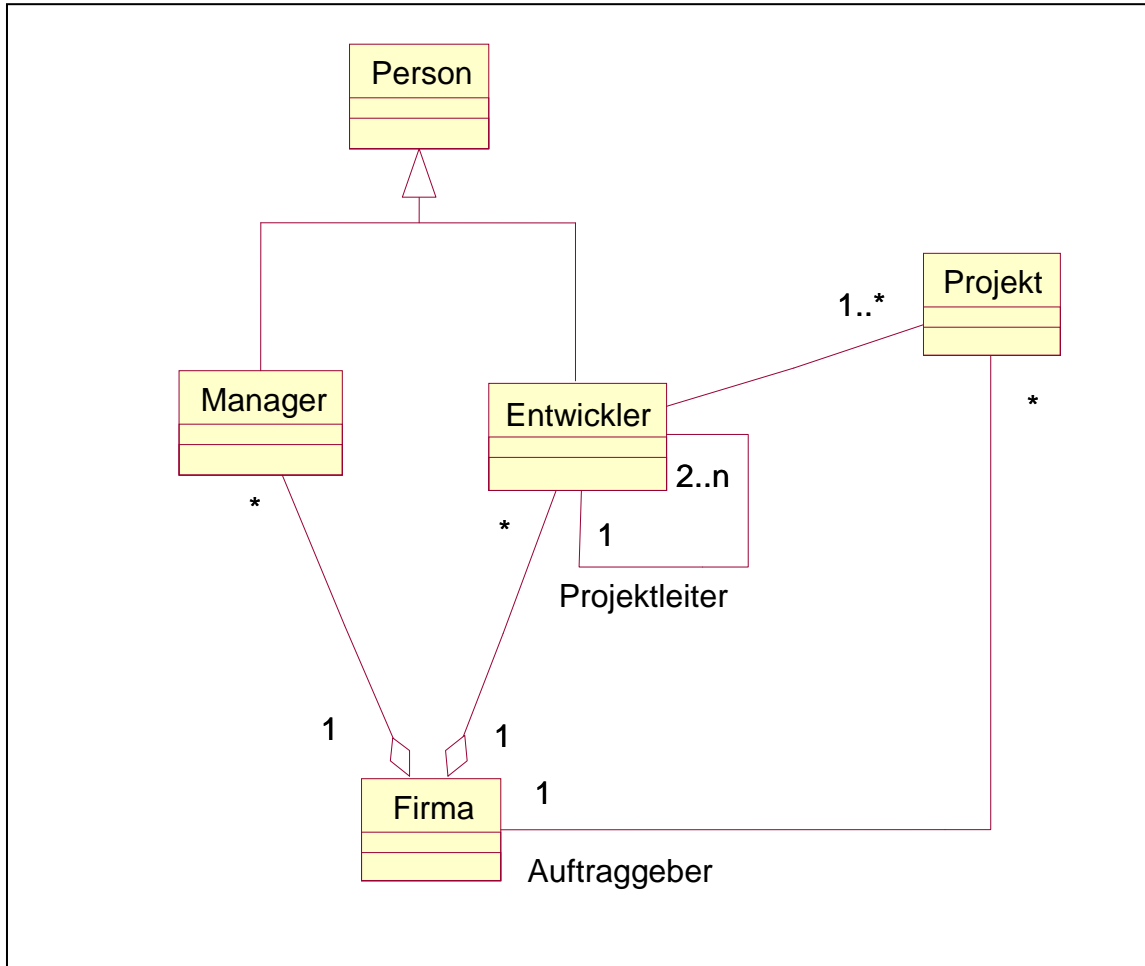 Person
Projekt
1..*
Manager
Entwickler
*
2..n
*
*
1
Projektleiter
1
1
1
Firma
Auftraggeber